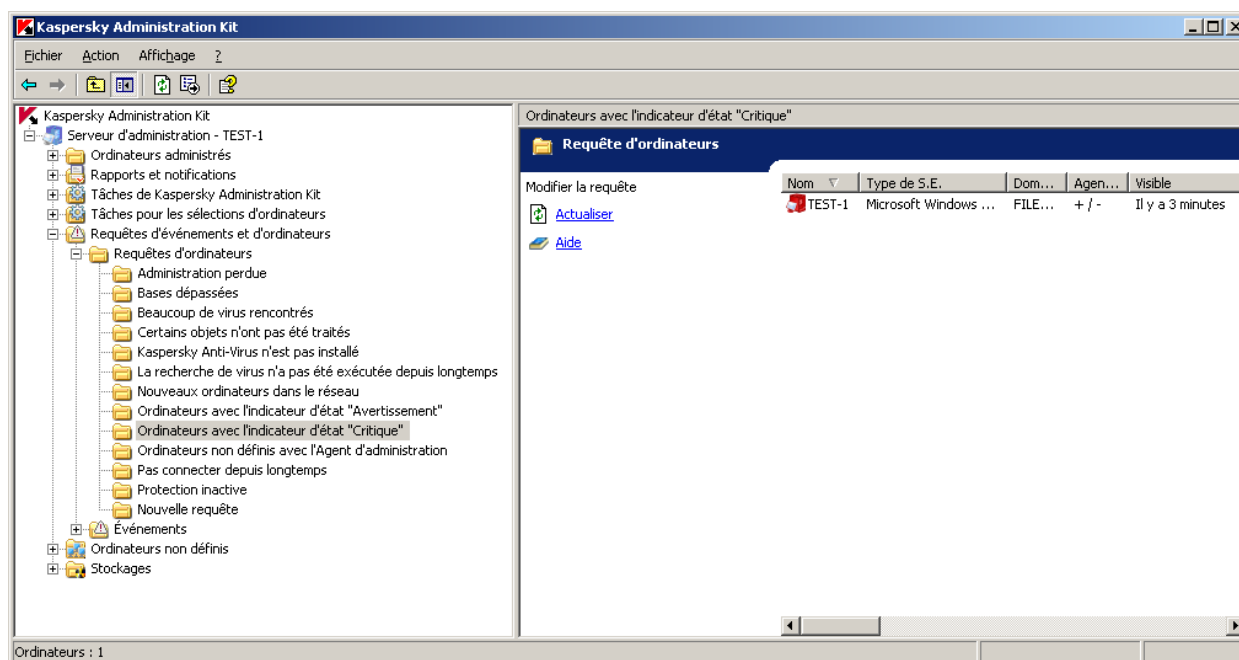 Kaspersky Administration Kit
Fichier Action Affichage ?
Kaspersky Administration Kit
Serveur d'administration - TEST-1
Ordinateurs administrés
Rapports et notifications
Tâches de Kaspersky Administration Kit
Tâches pour les sélections d'ordinateurs
Requêtes d'événements et d'ordinateurs
Requêtes d'ordinateurs
Administration perdue
Bases dépassées
Beaucoup de virus rencontrés
Certains objets n'ont pas été traités
Kaspersky Anti-Virus n'est pas installé
La recherche de virus n'a pas été exécutée depuis longtemps
Nouveaux ordinateurs dans le réseau
Ordinateurs avec l'indicateur d'état "Avertissement"
Ordinateurs avec l'indicateur d'état "Critique"
Ordinateurs non définis avec l'Agent d'administration
Pas connecter depuis longtemps
Protection inactive
Nouvelle requête
Événements
Ordinateurs non définis
Stockages
Ordinateurs avec l'indicateur d'état "Critique"
Requête d'ordinateurs
Modifier la requête
Actualiser
Aide
Nom Type de S.E. Dom... Agen... Visible
TEST-1 Microsoft Windows ... FILE... + / - Il y a 3 minutes
Ordinateurs : 1